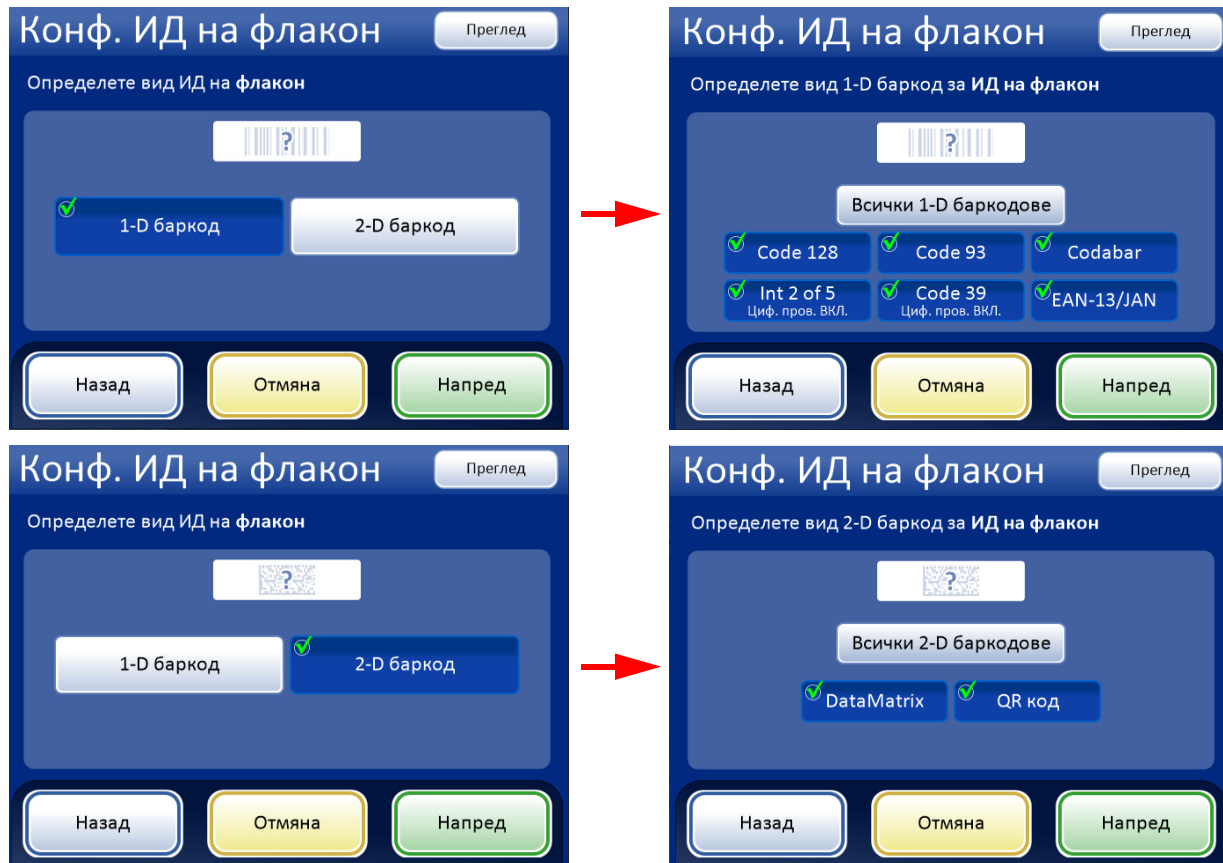 Конф. ИД на флакон
Преглед
Определете вид ИД на флакон
?
1-D баркод
2-D баркод
Назад
Отмяна
Напред
Конф. ИД на флакон
Преглед
Определете вид 1-D баркод за ИД на флакон
?
Всички 1-D баркодове
Code 128
Code 93
Codabar
Int 2 of 5
Циф. пров. ВКЛ.
Code 39
Циф. пров. ВКЛ.
EAN-13/JAN
Назад
Отмяна
Напред
Конф. ИД на флакон
Преглед
Определете вид ИД на флакон
?
1-D баркод
2-D баркод
Назад
Отмяна
Напред
Конф. ИД на флакон
Преглед
Определете вид 2-D баркод за ИД на флакон
?
Всички 2-D баркодове
DataMatrix
QR код
Назад
Отмяна
Напред